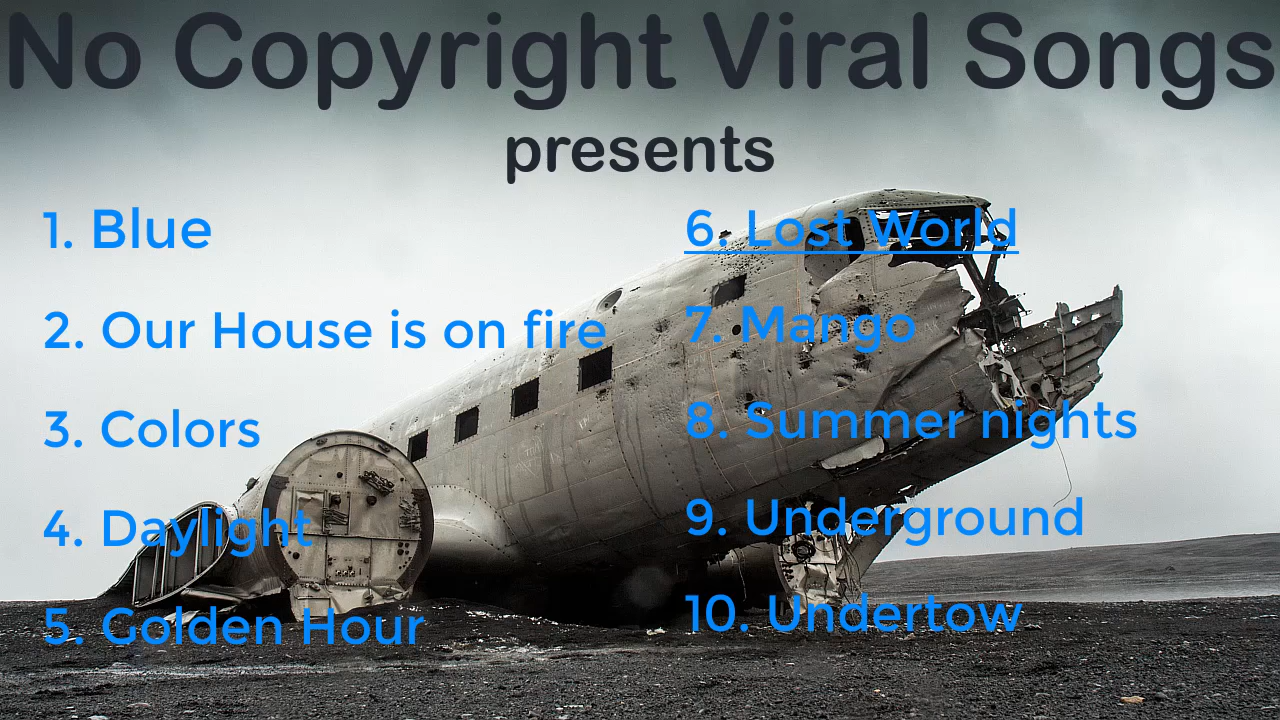 No Copyright Viral Songs
presents
1. Blue
2. Our House is on fire
3. Colors
4. Daylight
5. Golden Hour
6. Lost World
7. Mango
8. Summer nights
9. Underground
10. Undertow